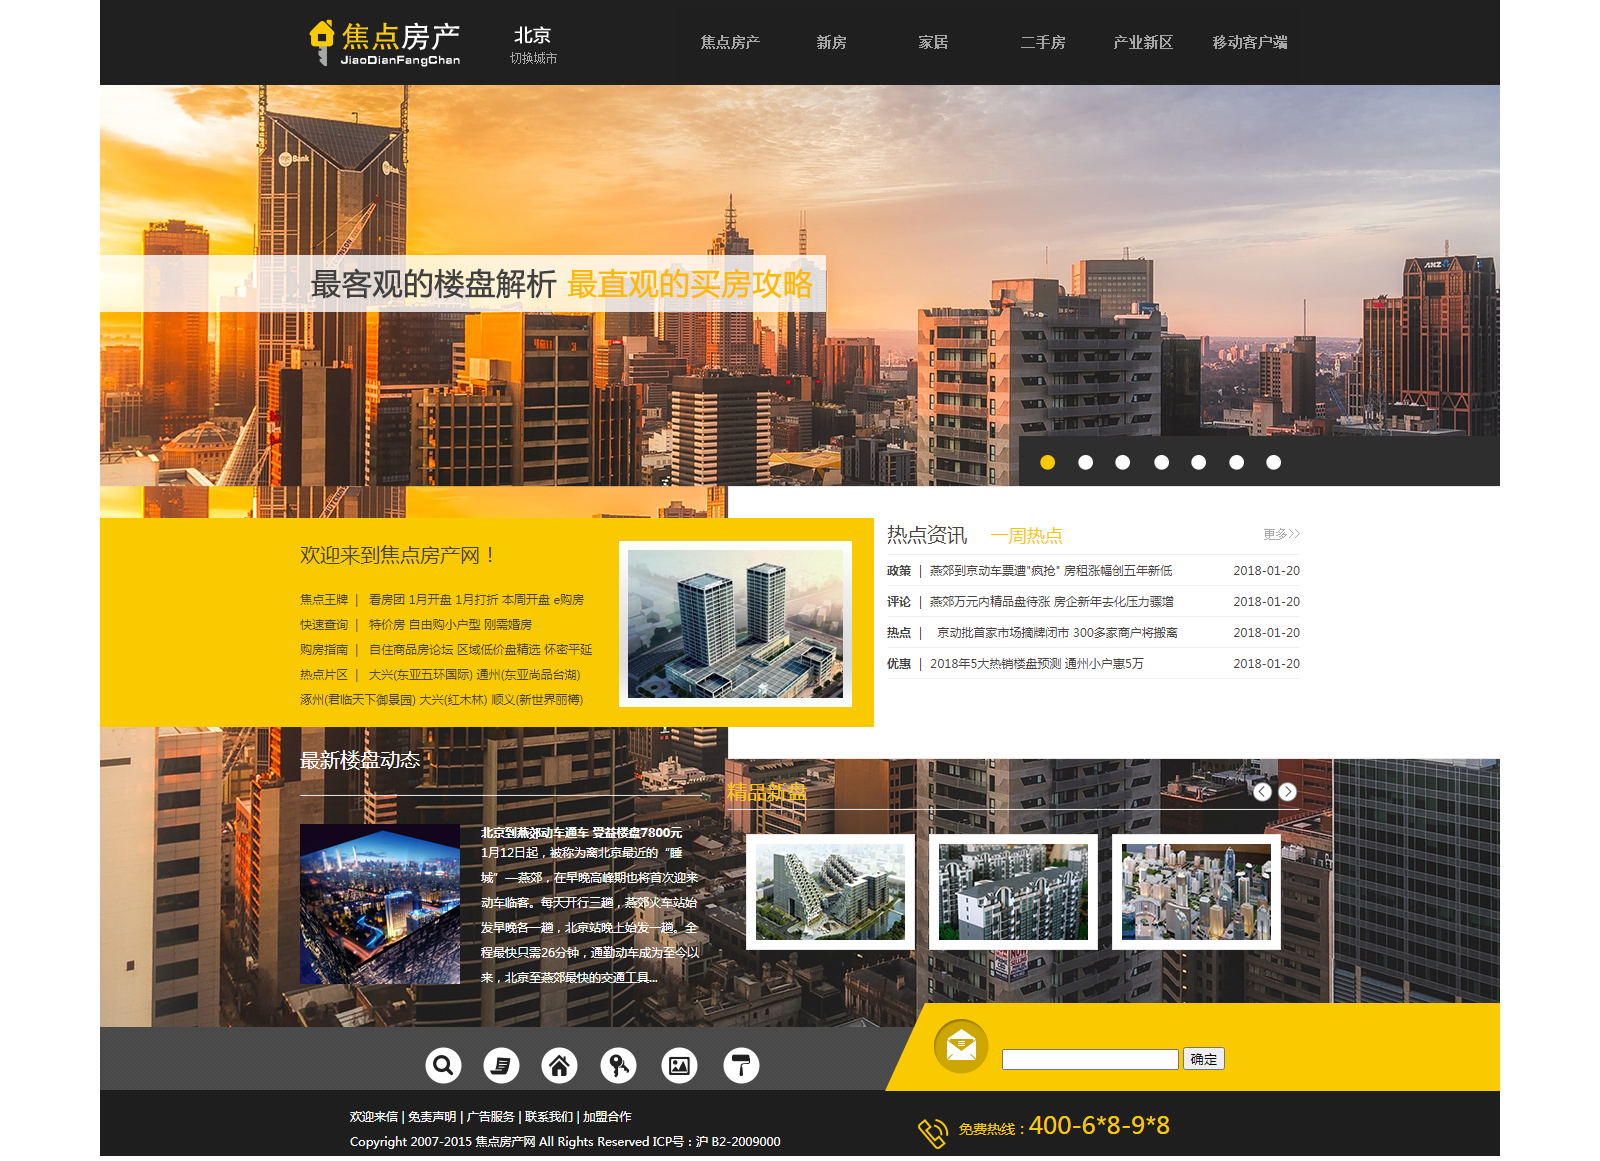 焦点房产
JiaoDianFangChan
北京
切换城市
焦点房产 新房 家居 二手房 产业新区 移动客户端
Bank
ANZ
最客观的楼盘解析 最直观的买房攻略
欢迎来到焦点房产网！
焦点王牌 | 看房团 1月开盘 1月打折 本周开盘 e购房
快速查询 | 特价房 自由购小户型 刚需婚房
购房指南 | 自住商品房论坛 区域低价盘精选 怀密平延
热点片区 | 大兴(东亚五环国际) 通州(东亚尚品台湖)
涿州(君临天下御景园) 大兴(红木林) 顺义(新世界丽樽)
热点资讯 一周热点 更多>>
政策 | 燕郊到京动车票遭"疯抢" 房租涨幅创五年新低 2018-01-20
评论 | 燕郊万元内精品盘待涨 房企新年去化压力骤增 2018-01-20
热点 | 京动批首家市场摘牌闭市 300多家商户将搬离 2018-01-20
优惠 | 2018年5大热销楼盘预测 通州小户惠5万 2018-01-20
最新楼盘动态
北京到燕郊动车通车 受益楼盘7800元
1月12日起，被称为离北京最近的“睡
城”—燕郊，在早晚高峰期也将首次迎来
动车临客。每天开行三趟，燕郊火车站始
发早晚各一趟，北京站晚上始发一趟。全
程最快只需26分钟，通勤动车成为至今以
来，北京至燕郊最快的交通工具...
精品新盘
NOW
确定
欢迎来信 | 免责声明 | 广告服务 | 联系我们 | 加盟合作
Copyright 2007-2015 焦点房产网 All Rights Reserved ICP号：沪 B2-2009000
免费热线：400-6*8-9*8